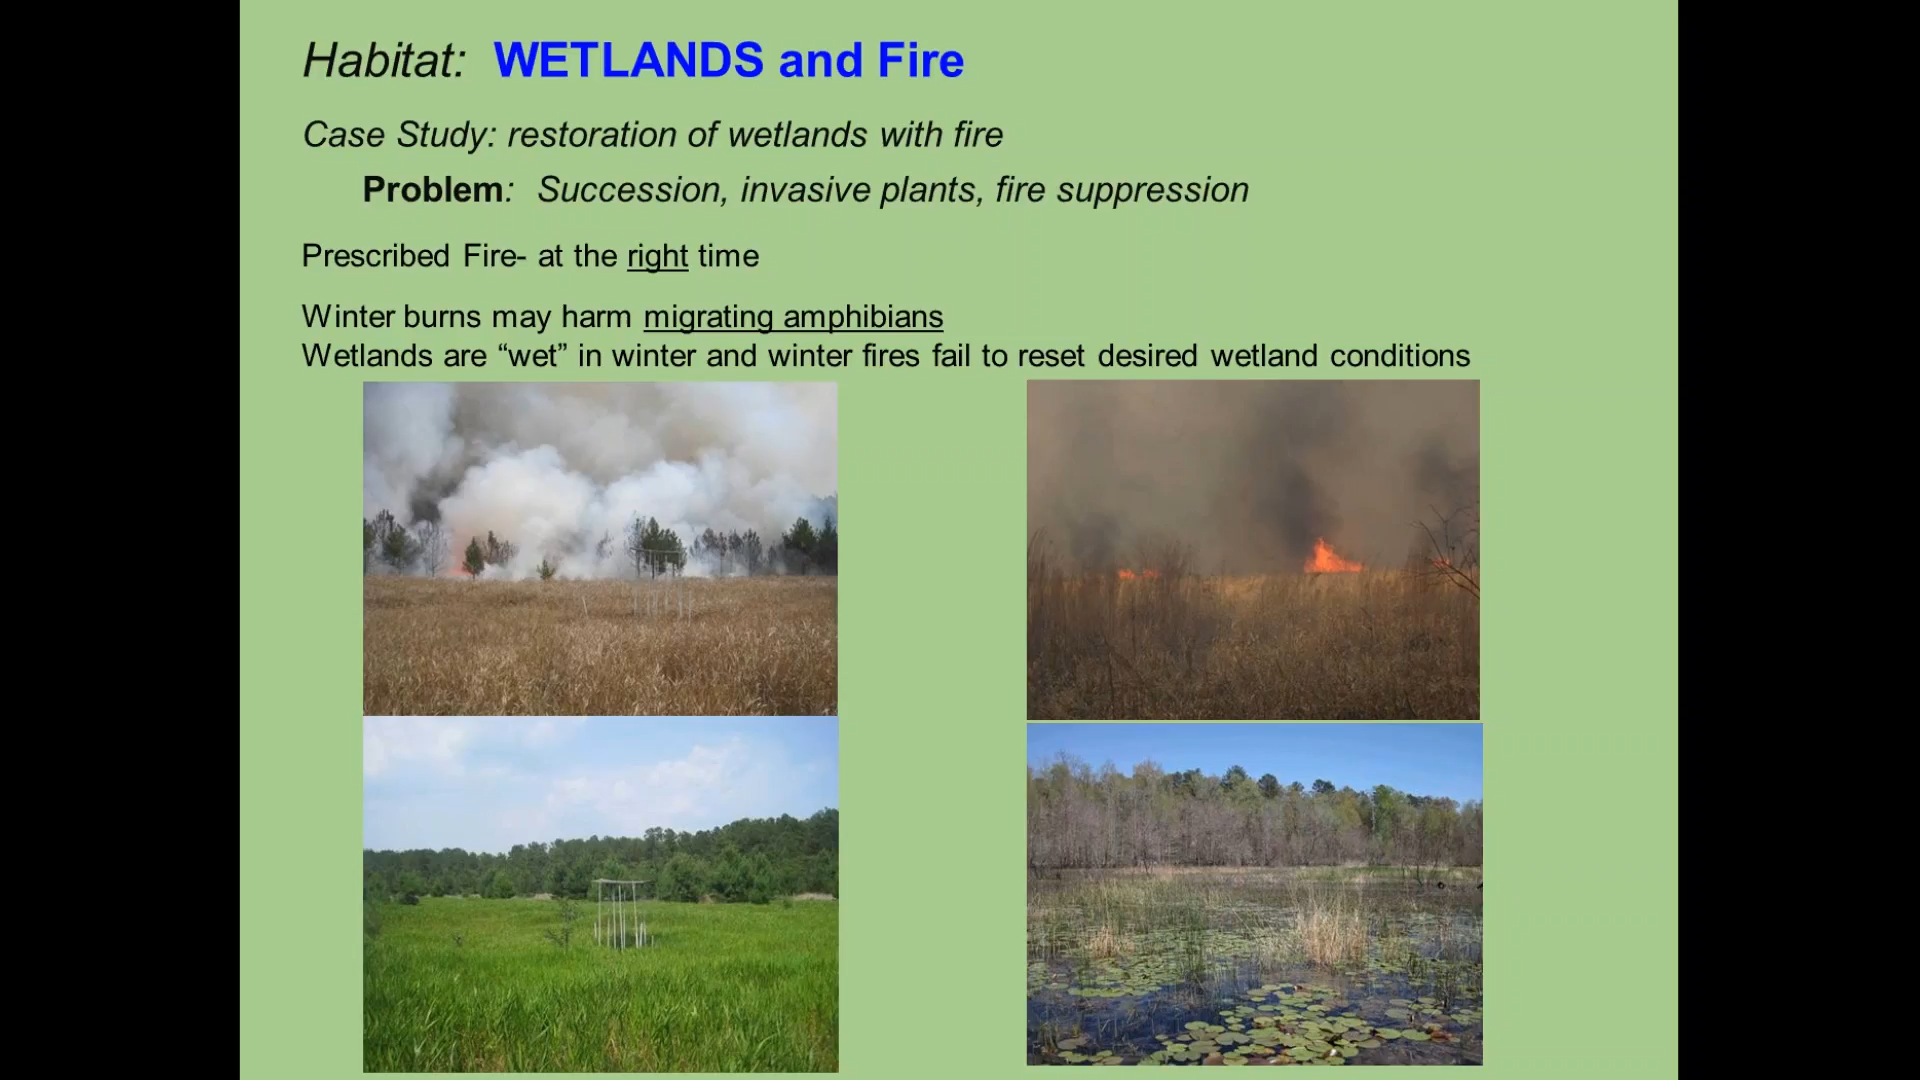 Habitat: WETLANDS and Fire
Case Study: restoration of wetlands with fire
Problem: Succession, invasive plants, fire suppression
Prescribed Fire- at the right time
Winter burns may harm migrating amphibians
Wetlands are “wet” in winter and winter fires fail to reset desired wetland conditions